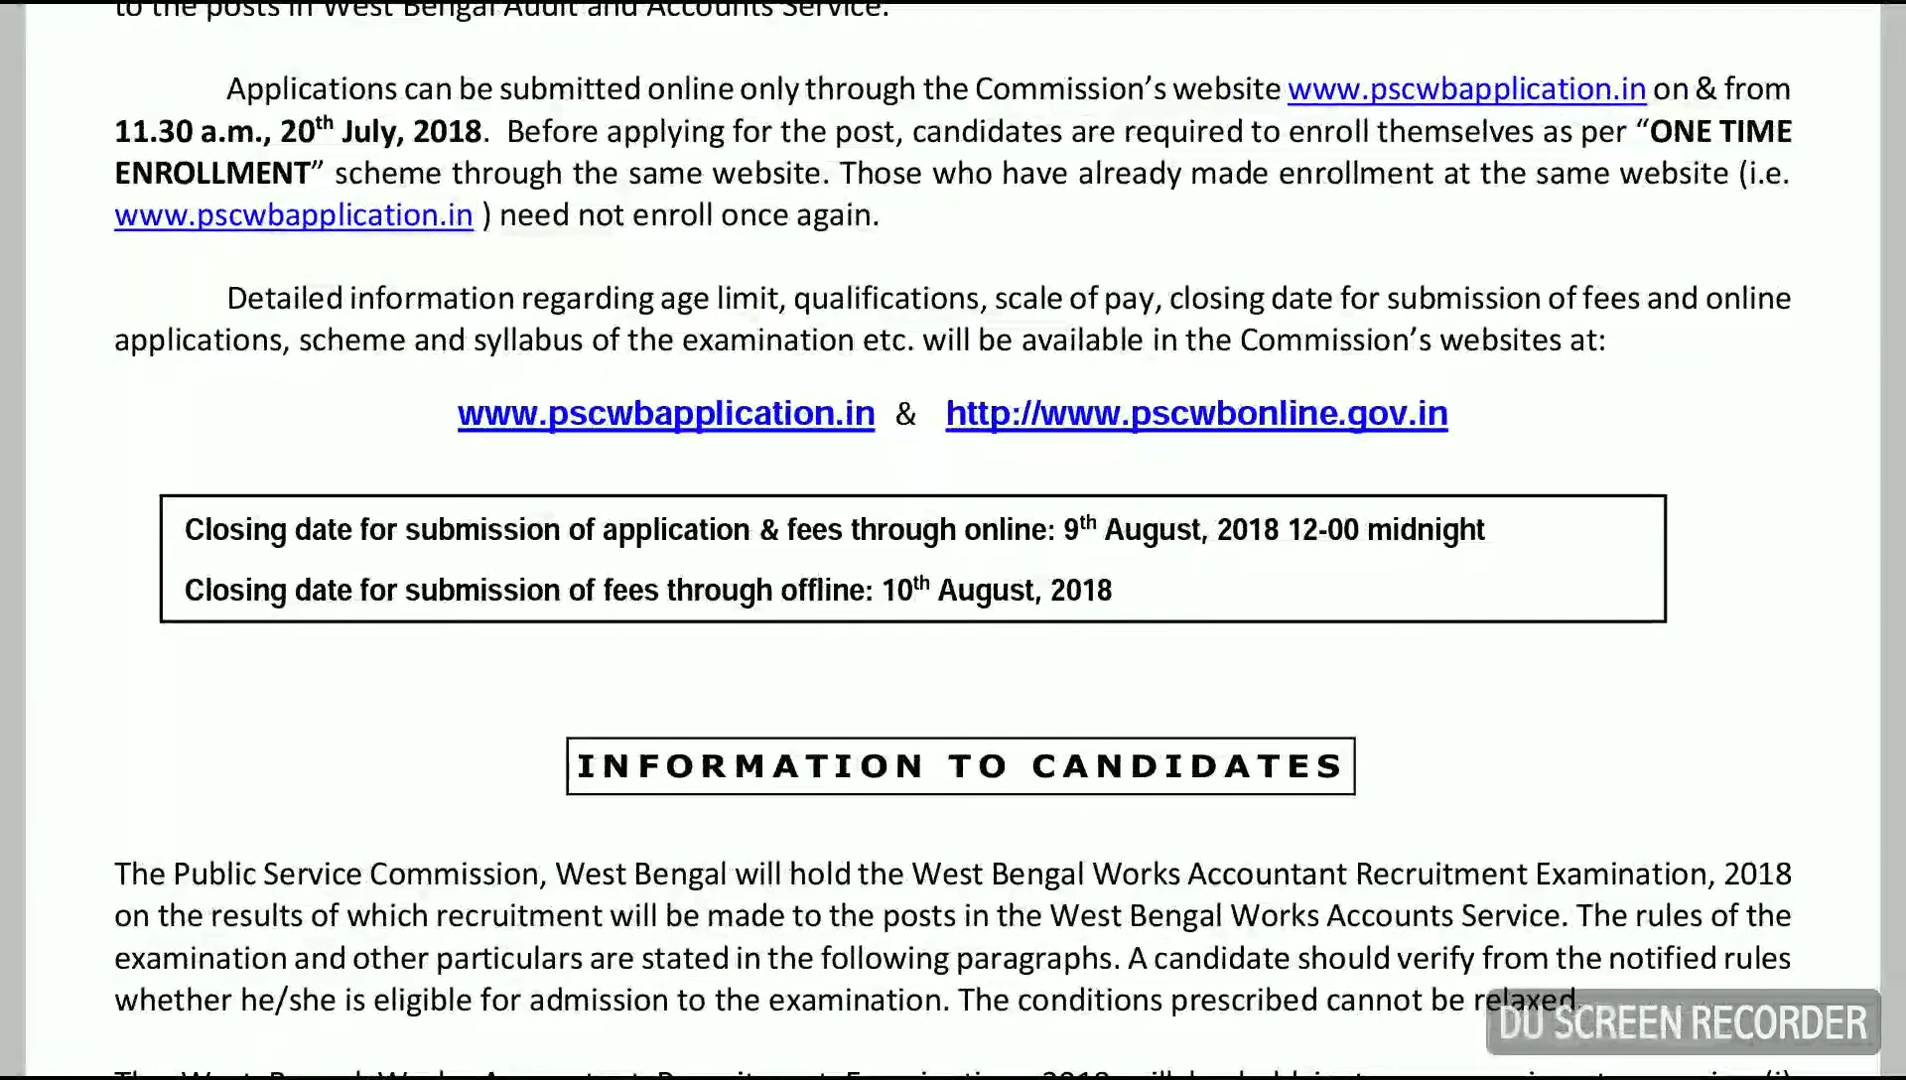 to the posts in West Bengal Audit and Accounts Service.
Applications can be submitted online only through the Commission’s website www.pscwbapplication.in on & from
11.30 a.m., 20th July, 2018. Before applying for the post, candidates are required to enroll themselves as per “ONE TIME
ENROLLMENT” scheme through the same website. Those who have already made enrollment at the same website (i.e.
www.pscwbapplication.in ) need not enroll once again.
Detailed information regarding age limit, qualifications, scale of pay, closing date for submission of fees and online
applications, scheme and syllabus of the examination etc. will be available in the Commission’s websites at:
www.pscwbapplication.in & http://www.pscwbonline.gov.in
Closing date for submission of application & fees through online: 9th August, 2018 12-00 midnight
Closing date for submission of fees through offline: 10th August, 2018
INFORMATION TO CANDIDATES
The Public Service Commission, West Bengal will hold the West Bengal Works Accountant Recruitment Examination, 2018
on the results of which recruitment will be made to the posts in the West Bengal Works Accounts Service. The rules of the
examination and other particulars are stated in the following paragraphs. A candidate should verify from the notified rules
whether he/she is eligible for admission to the examination. The conditions prescribed cannot be relaxed.
DU SCREEN RECORDER